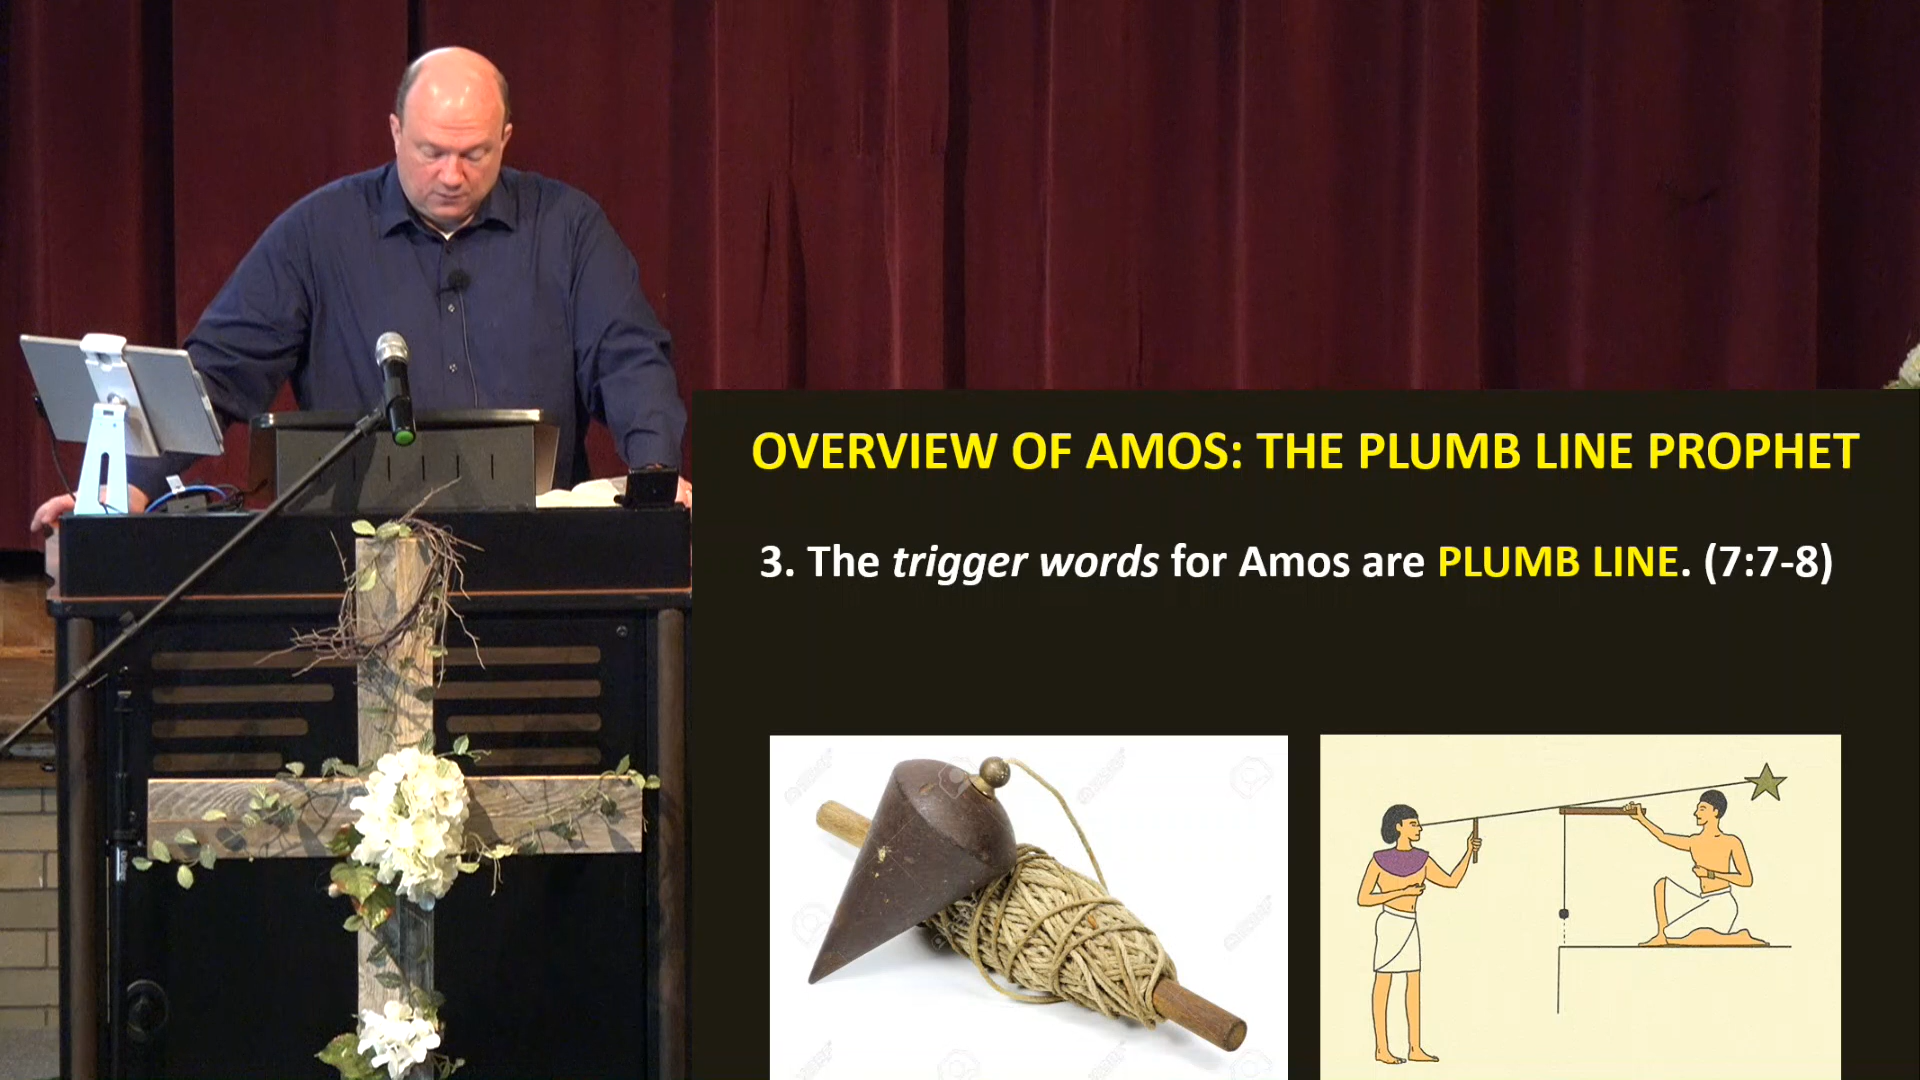 OVERVIEW OF AMOS: THE PLUMB LINE PROPHET
3. The trigger words for Amos are PLUMB LINE. (7:7-8)